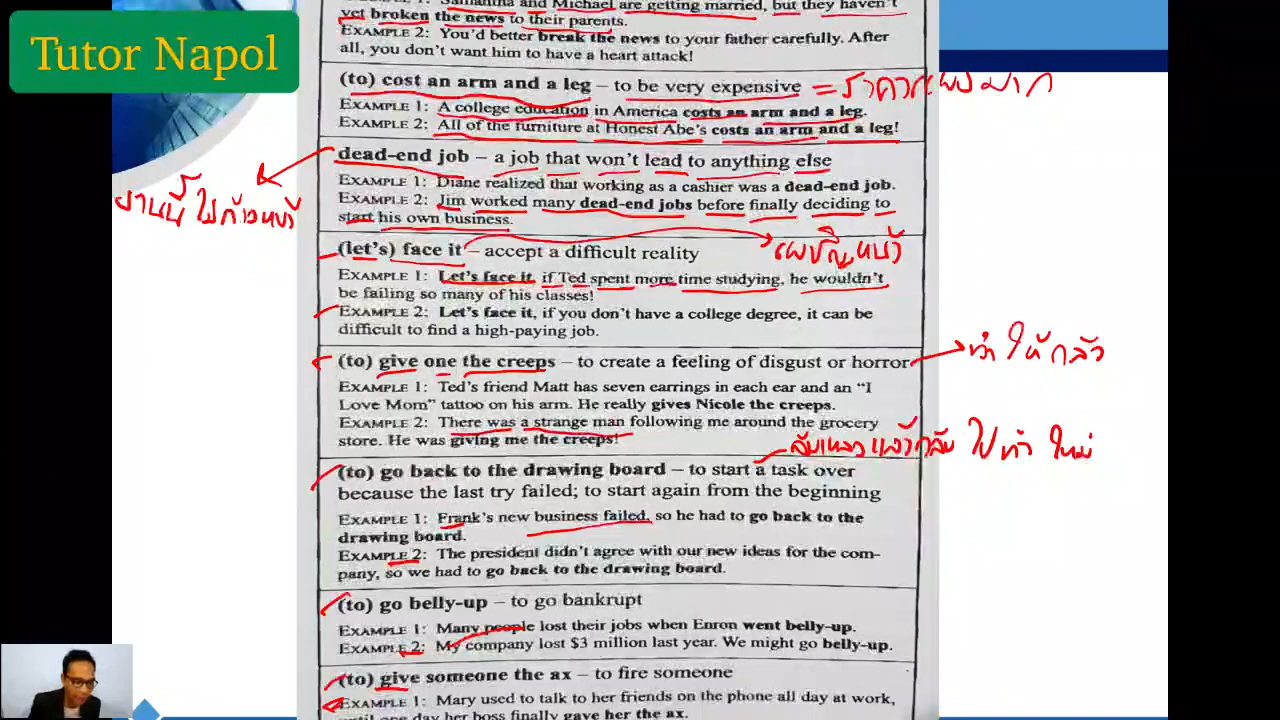 Tutor Napol
EXAMPLE 1: Samantha and Michael are getting married, but they haven't
yet broken the news to their parents.
EXAMPLE 2: You'd better break the news to your father carefully. After
all, you don't want him to have a heart attack!
(to) cost an arm and a leg – to be very expensive = ราคาแพงมาก
EXAMPLE 1: A college education in America costs an arm and a leg.
EXAMPLE 2: All of the furniture at Honest Abe's costs an arm and a leg!
dead-end job – a job that won't lead to anything else
งานนี้ไม่ก้าวหน้า
EXAMPLE 1: Diane realized that working as a cashier was a dead-end job.
EXAMPLE 2: Jim worked many dead-end jobs before finally deciding to
start his own business.
(let's) face it – accept a difficult reality
เผชิญหน้า
EXAMPLE 1: Let's face it, if Ted spent more time studying, he wouldn't
be failing so many of his classes!
EXAMPLE 2: Let's face it, if you don't have a college degree, it can be
difficult to find a high-paying job.
(to) give one the creeps – to create a feeling of disgust or horror
ทำให้กลัว
EXAMPLE 1: Ted's friend Matt has seven earrings in each ear and an "I
Love Mom" tattoo on his arm. He really gives Nicole the creeps.
EXAMPLE 2: There was a strange man following me around the grocery
store. He was giving me the creeps!
ล้มเหลวแล้วกลับไปทำใหม่
(to) go back to the drawing board – to start a task over
because the last try failed; to start again from the beginning
EXAMPLE 1: Frank's new business failed, so he had to go back to the
drawing board.
EXAMPLE 2: The president didn't agree with our new ideas for the com-
pany, so we had to go back to the drawing board.
(to) go belly-up – to go bankrupt
EXAMPLE 1: Many people lost their jobs when Enron went belly-up.
EXAMPLE 2: My company lost $3 million last year. We might go belly-up.
(to) give someone the ax – to fire someone
EXAMPLE 1: Mary used to talk to her friends on the phone all day at work,
until one day her boss finally gave her the ax.